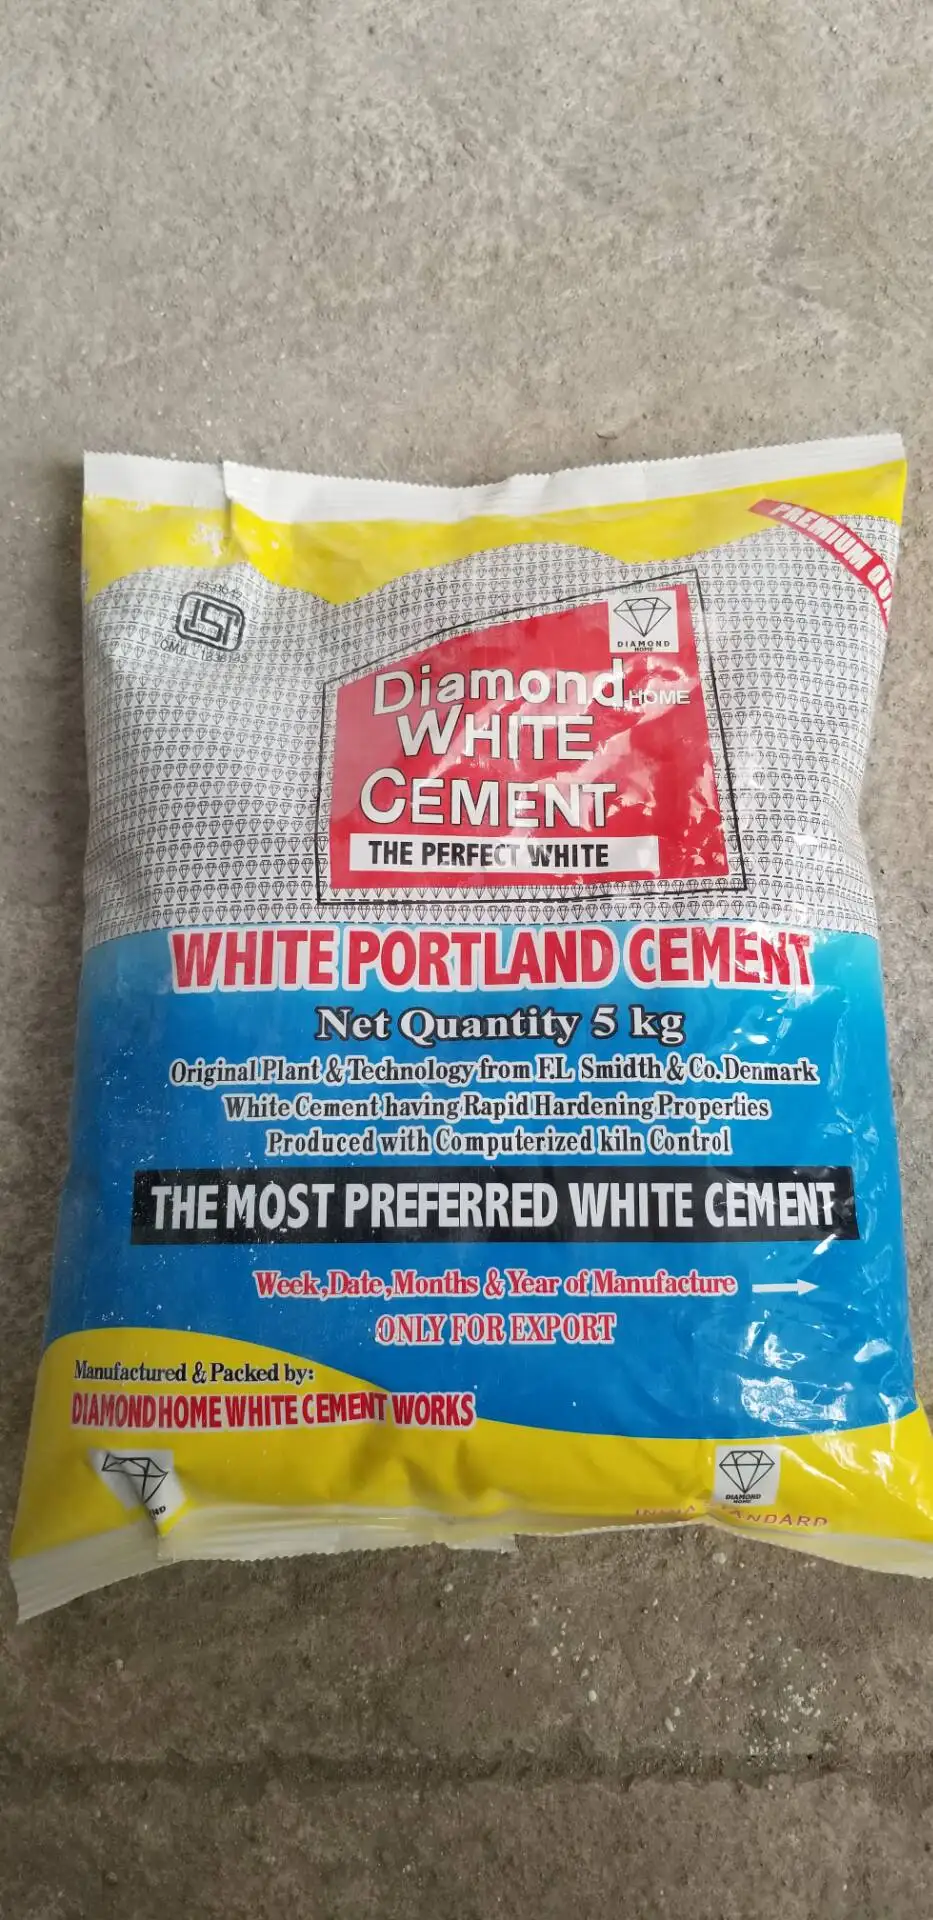 PREMIUM
DIAMOND
HOME
Diamond HOME
WHITE
CEMENT
THE PERFECT WHITE
WHITE PORTLAND CEMENT
Net Quantity 5 kg
Original Plant & Technology from F.L Smidth & Co. Denmark
White Cement having Rapid Hardening Properties
Produced with Computerized kiln Control
THE MOST PREFERRED WHITE CEMENT
Week, Date, Months & Year of Manufacture
ONLY FOR EXPORT
Manufactured & Packed by:
DIAMOND HOME WHITE CEMENT WORKS
DIAMOND
HOME